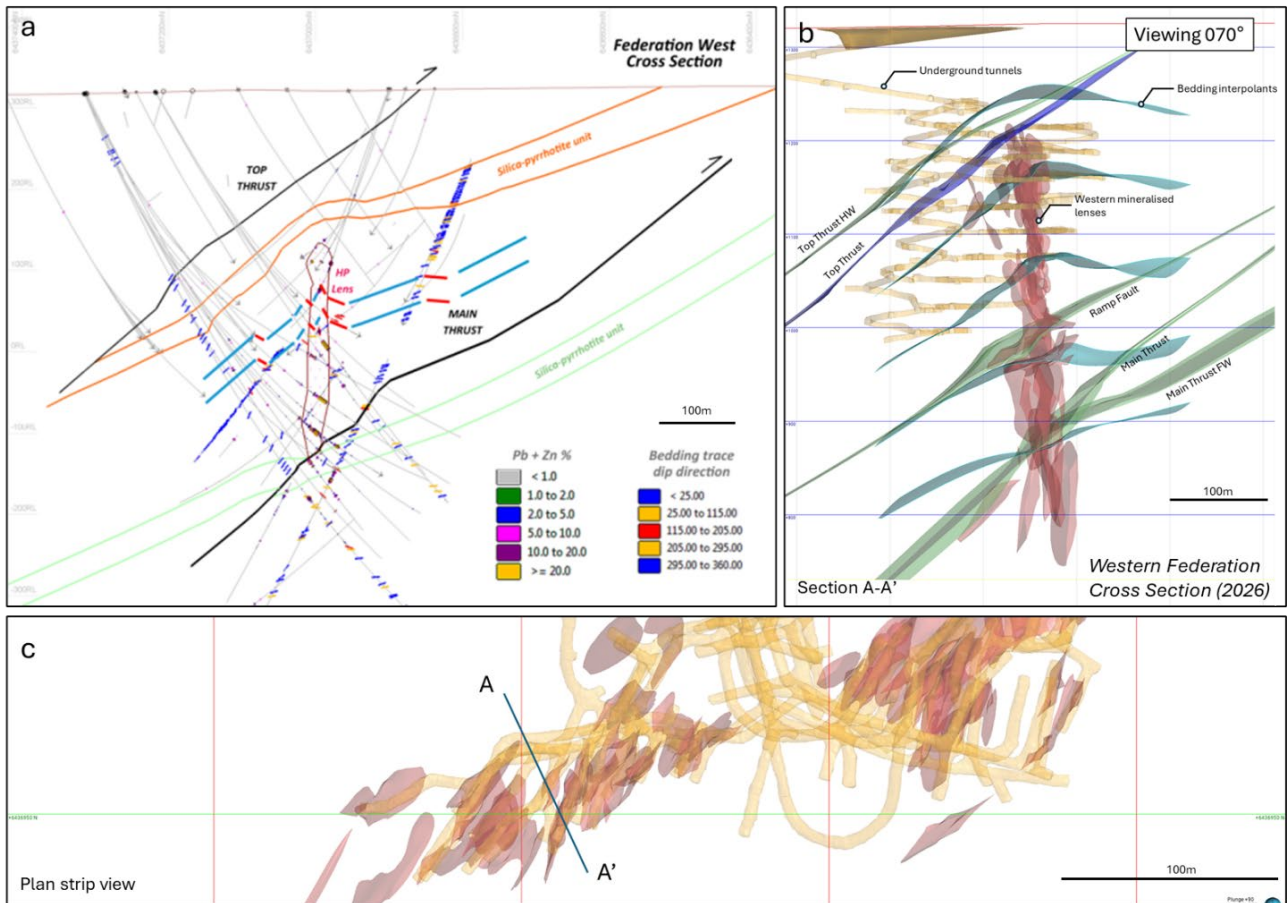 a
Federation West
Cross Section
TOP
THRUST
Silica-pyrrhotite unit
HP
Lens
MAIN
THRUST
Silica-pyrrhotite unit
100m
Pb + Zn %
< 1.0
1.0 to 2.0
2.0 to 5.0
5.0 to 10.0
10.0 to 20.0
>= 20.0
Bedding trace
dip direction
< 25.00
25.00 to 115.00
115.00 to 205.00
205.00 to 295.00
295.00 to 360.00
b
Viewing 070°
Underground tunnels
Bedding interpolants
Western mineralised
lenses
Top Thrust HW
Top Thrust
Ramp Fault
Main Thrust
Main Thrust FW
100m
Section A-A’
Western Federation
Cross Section (2026)
c
A
A’
Plan strip view
100m